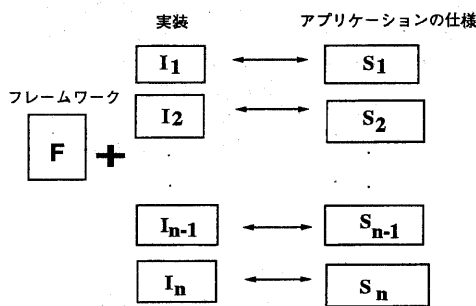 実装 アプリケーションの仕様
I1 S1
フレームワーク
I2 S2
F +
. .
. .
In-1 Sn-1
In Sn